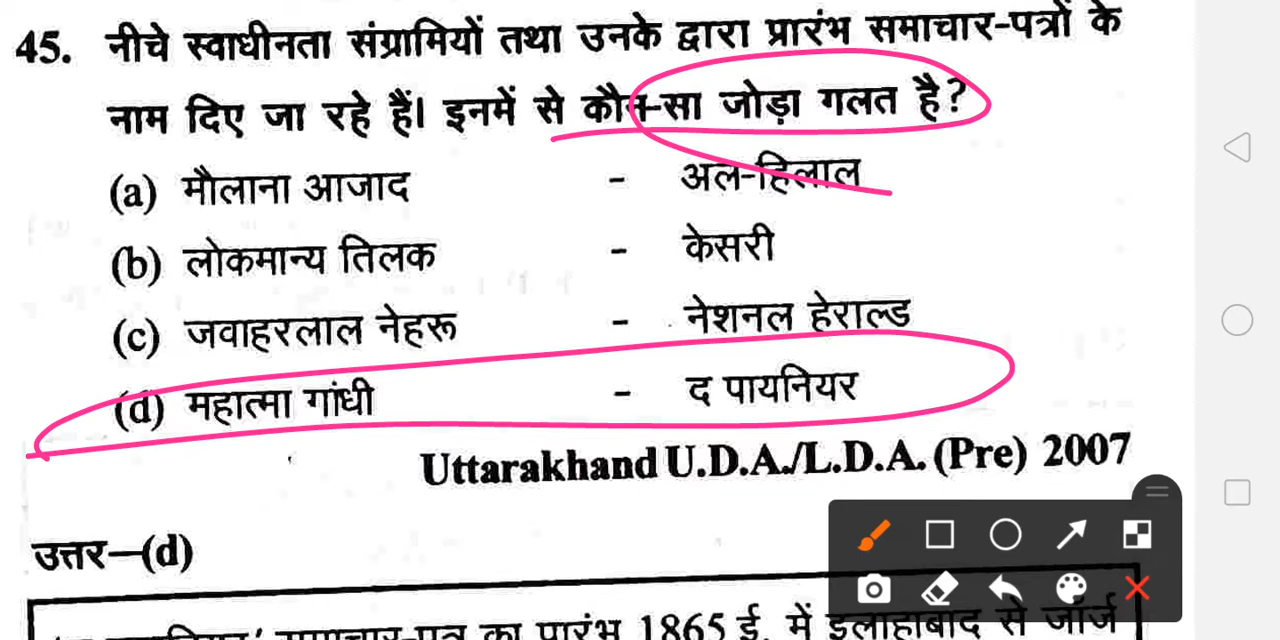 45. नीचे स्वाधीनता संग्रामियों तथा उनके द्वारा प्रारंभ समाचार-पत्रों के
नाम दिए जा रहे हैं। इनमें से कौन-सा जोड़ा गलत है?
(a) मौलाना आजाद - अल-हिलाल
(b) लोकमान्य तिलक - केसरी
(c) जवाहरलाल नेहरू - नेशनल हेराल्ड
(d) महात्मा गांधी - द पायनियर
Uttarakhand U.D.A./L.D.A. (Pre) 2007
उत्तर—(d)
समाचार-पत्र का प्रारंभ 1865 ई. में इलाहाबाद से जॉर्ज